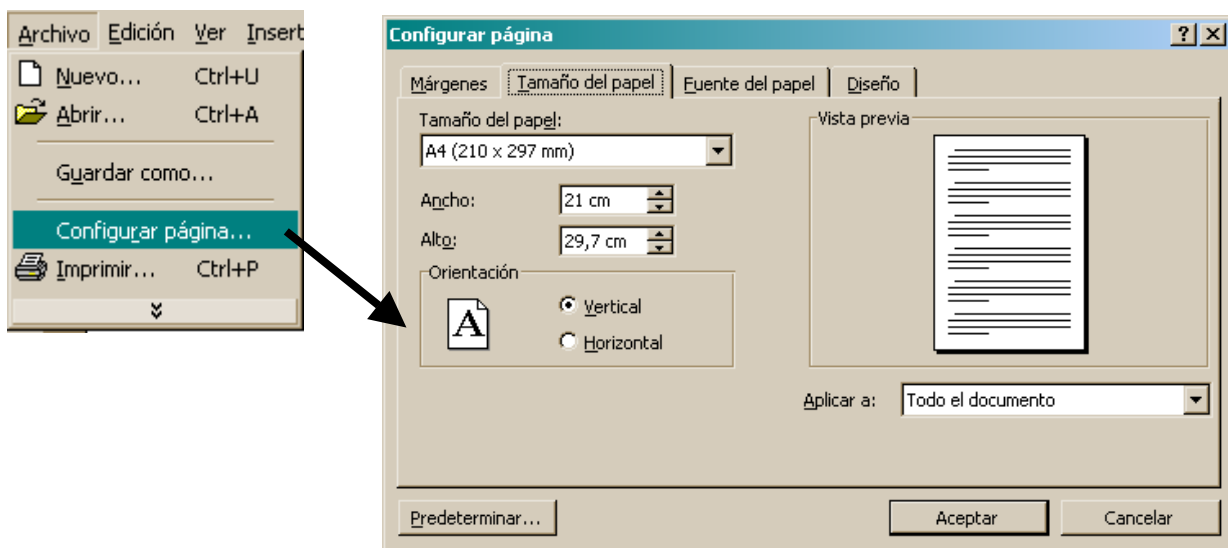 Archivo Edición Ver Insert
Nuevo... Ctrl+U
Abrir... Ctrl+A
Guardar como...
Configurar página...
Imprimir... Ctrl+P
Configurar página
Márgenes Tamaño del papel Fuente del papel Diseño
Tamaño del papel:
A4 (210 x 297 mm)
Ancho: 21 cm
Alto: 29,7 cm
Orientación
A
Vertical
Horizontal
Vista previa
Aplicar a: Todo el documento
Predeterminar... Aceptar Cancelar